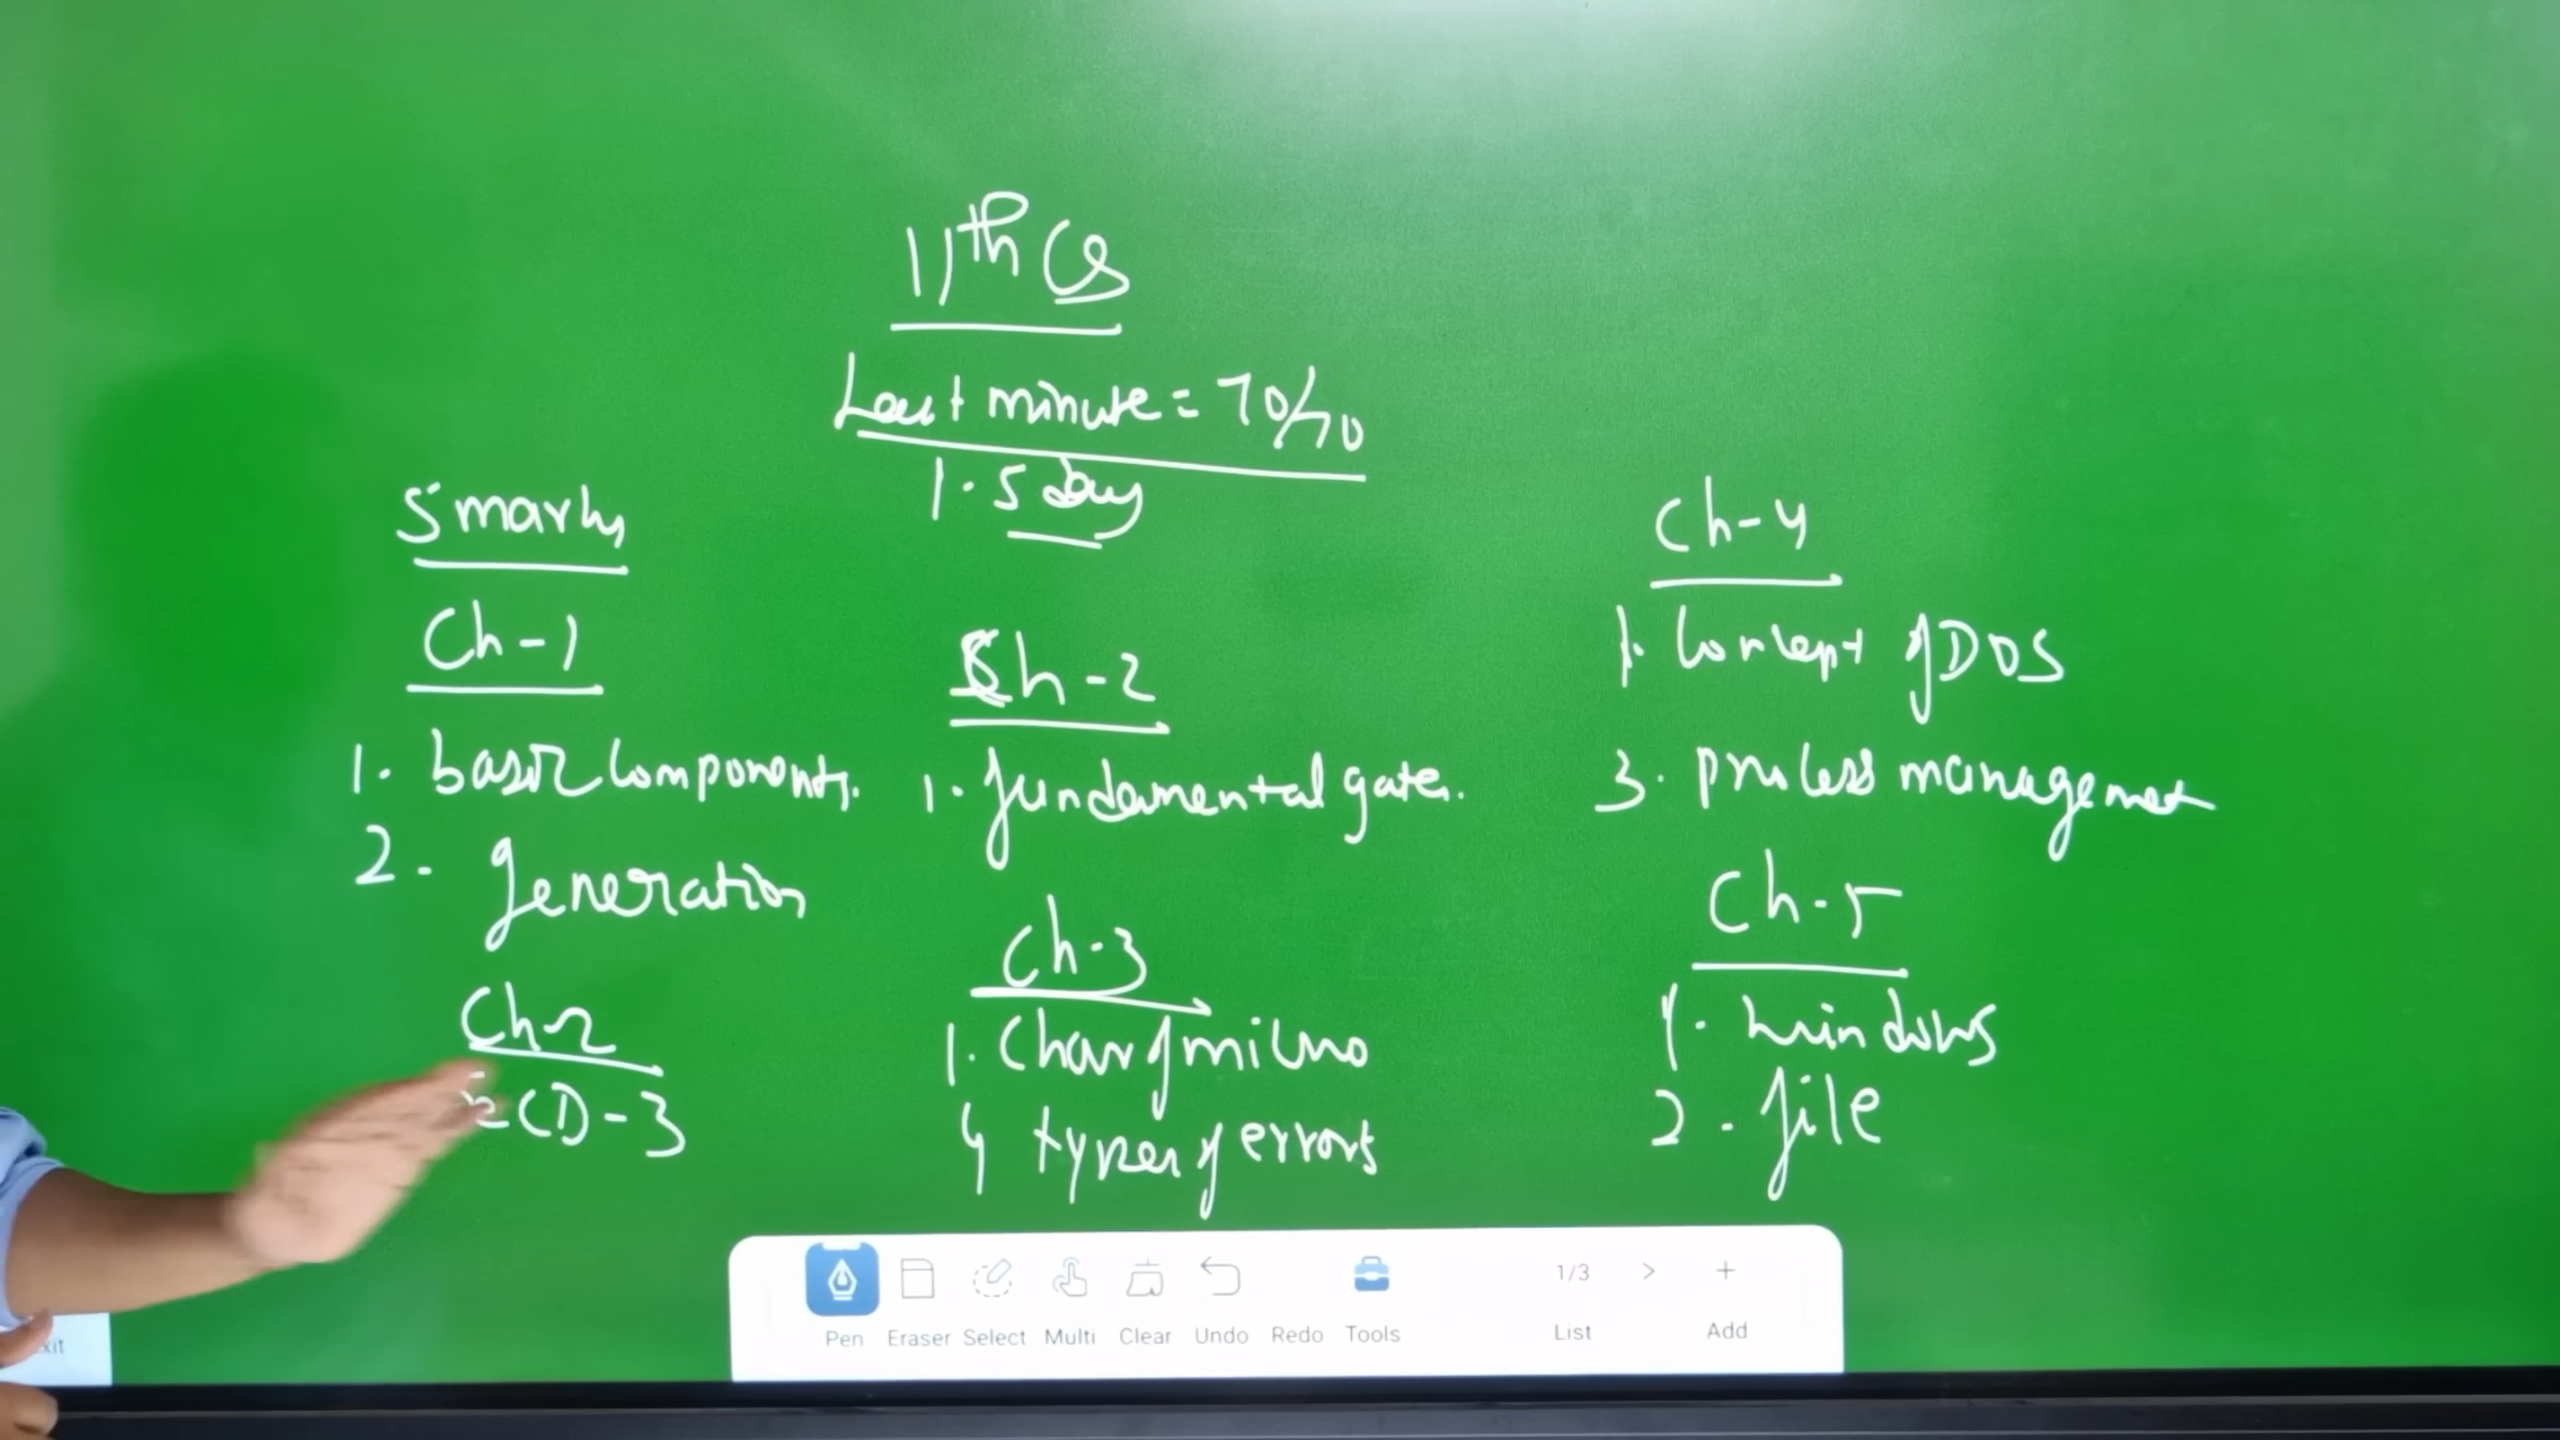 11th CS
Last minute = 70/70
1.5 day
5 marks
Ch-1
1. basic components.
2. generation
Ch-2
CD-3
Ch-2
1. fundamental gates.
Ch-3
1. Char of micro
4 types of errors
Ch-4
1. Concept of DOS
3. process management
Ch-5
1. windows
2. file
Pen Eraser Select Multi Clear Undo Redo Tools
1/3 > +
List Add